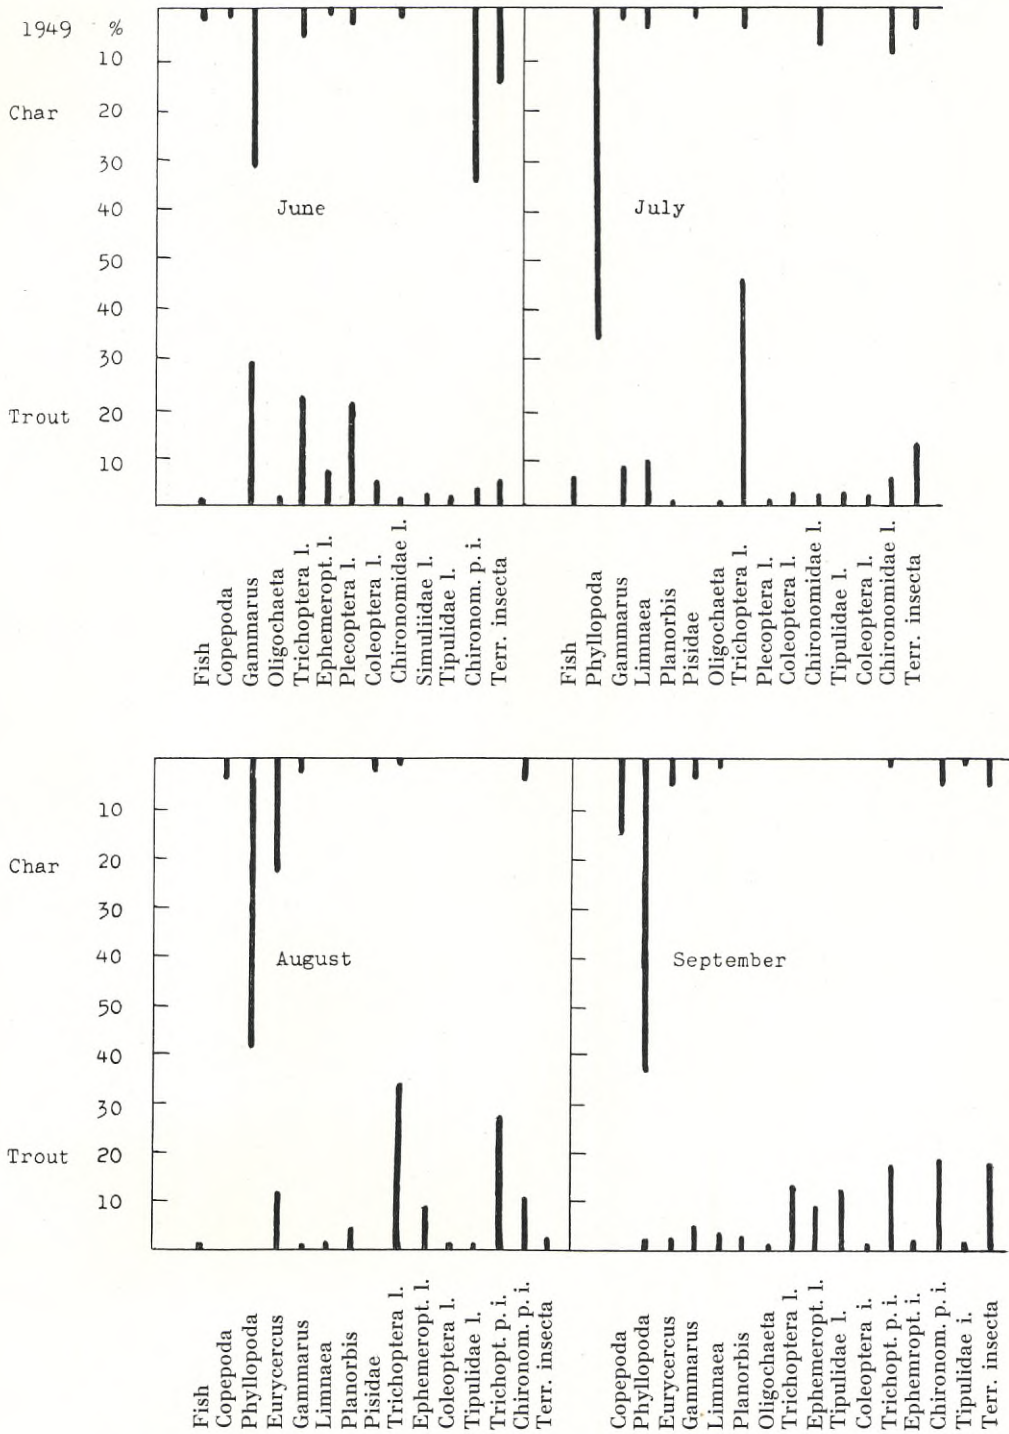 1949 %
10
Char 20
30
40
50
40
30
Trout 20
10
June
July
Fish
Copepoda
Gammarus
Oligochaeta
Trichoptera l.
Ephemeropt. l.
Plecoptera l.
Coleoptera l.
Chironomidae l.
Simuliidae l.
Tipulidae l.
Chironom. p. i.
Terr. insecta
Fish
Phyllopoda
Gammarus
Limnaea
Planorbis
Pisidae
Oligochaeta
Trichoptera l.
Plecoptera l.
Coleoptera l.
Chironomidae l.
Tipulidae l.
Coleoptera l.
Chironomidae l.
Terr. insecta
10
Char 20
30
40
50
40
30
Trout 20
10
August
September
Fish
Copepoda
Phyllopoda
Eurycercus
Gammarus
Limnaea
Planorbis
Pisidae
Trichoptera l.
Ephemeropt. l.
Coleoptera l.
Tipulidae l.
Trichopt. p. i.
Chironom. p. i.
Terr. insecta
Copepoda
Phyllopoda
Eurycercus
Gammarus
Limnaea
Planorbis
Oligochaeta
Trichoptera l.
Ephemeropt. l.
Tipulidae l.
Coleoptera i.
Trichopt. p. i.
Ephemeropt. i.
Chironom. p. i.
Tipulidae i.
Terr. insecta